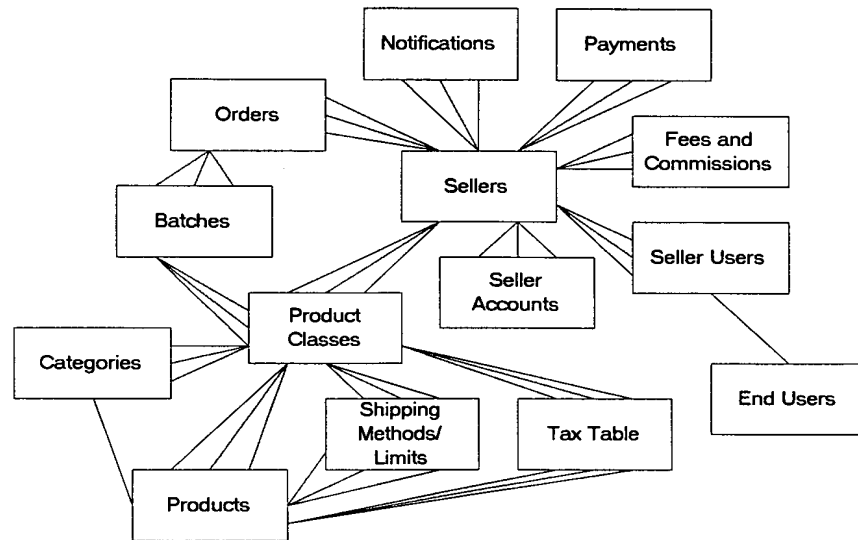 Notifications
Payments
Orders
Fees and
Commissions
Sellers
Batches
Seller Users
Seller
Accounts
Product
Classes
Categories
End Users
Shipping
Methods/
Limits
Tax Table
Products